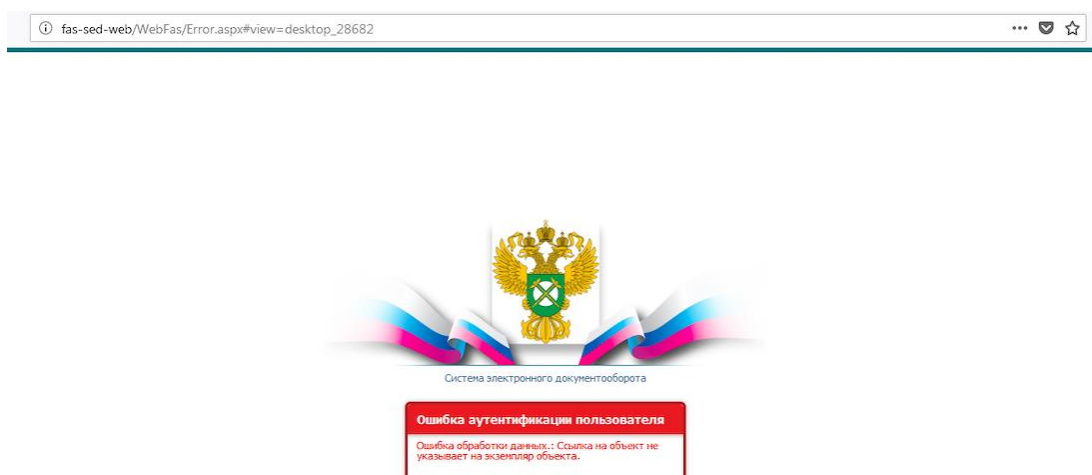 fas-sed-web/WebFas/Error.aspx#view=desktop_28682
Система электронного документооборота
Ошибка аутентификации пользователя
Ошибка обработки данных.: Ссылка на объект не
указывает на экземпляр объекта.